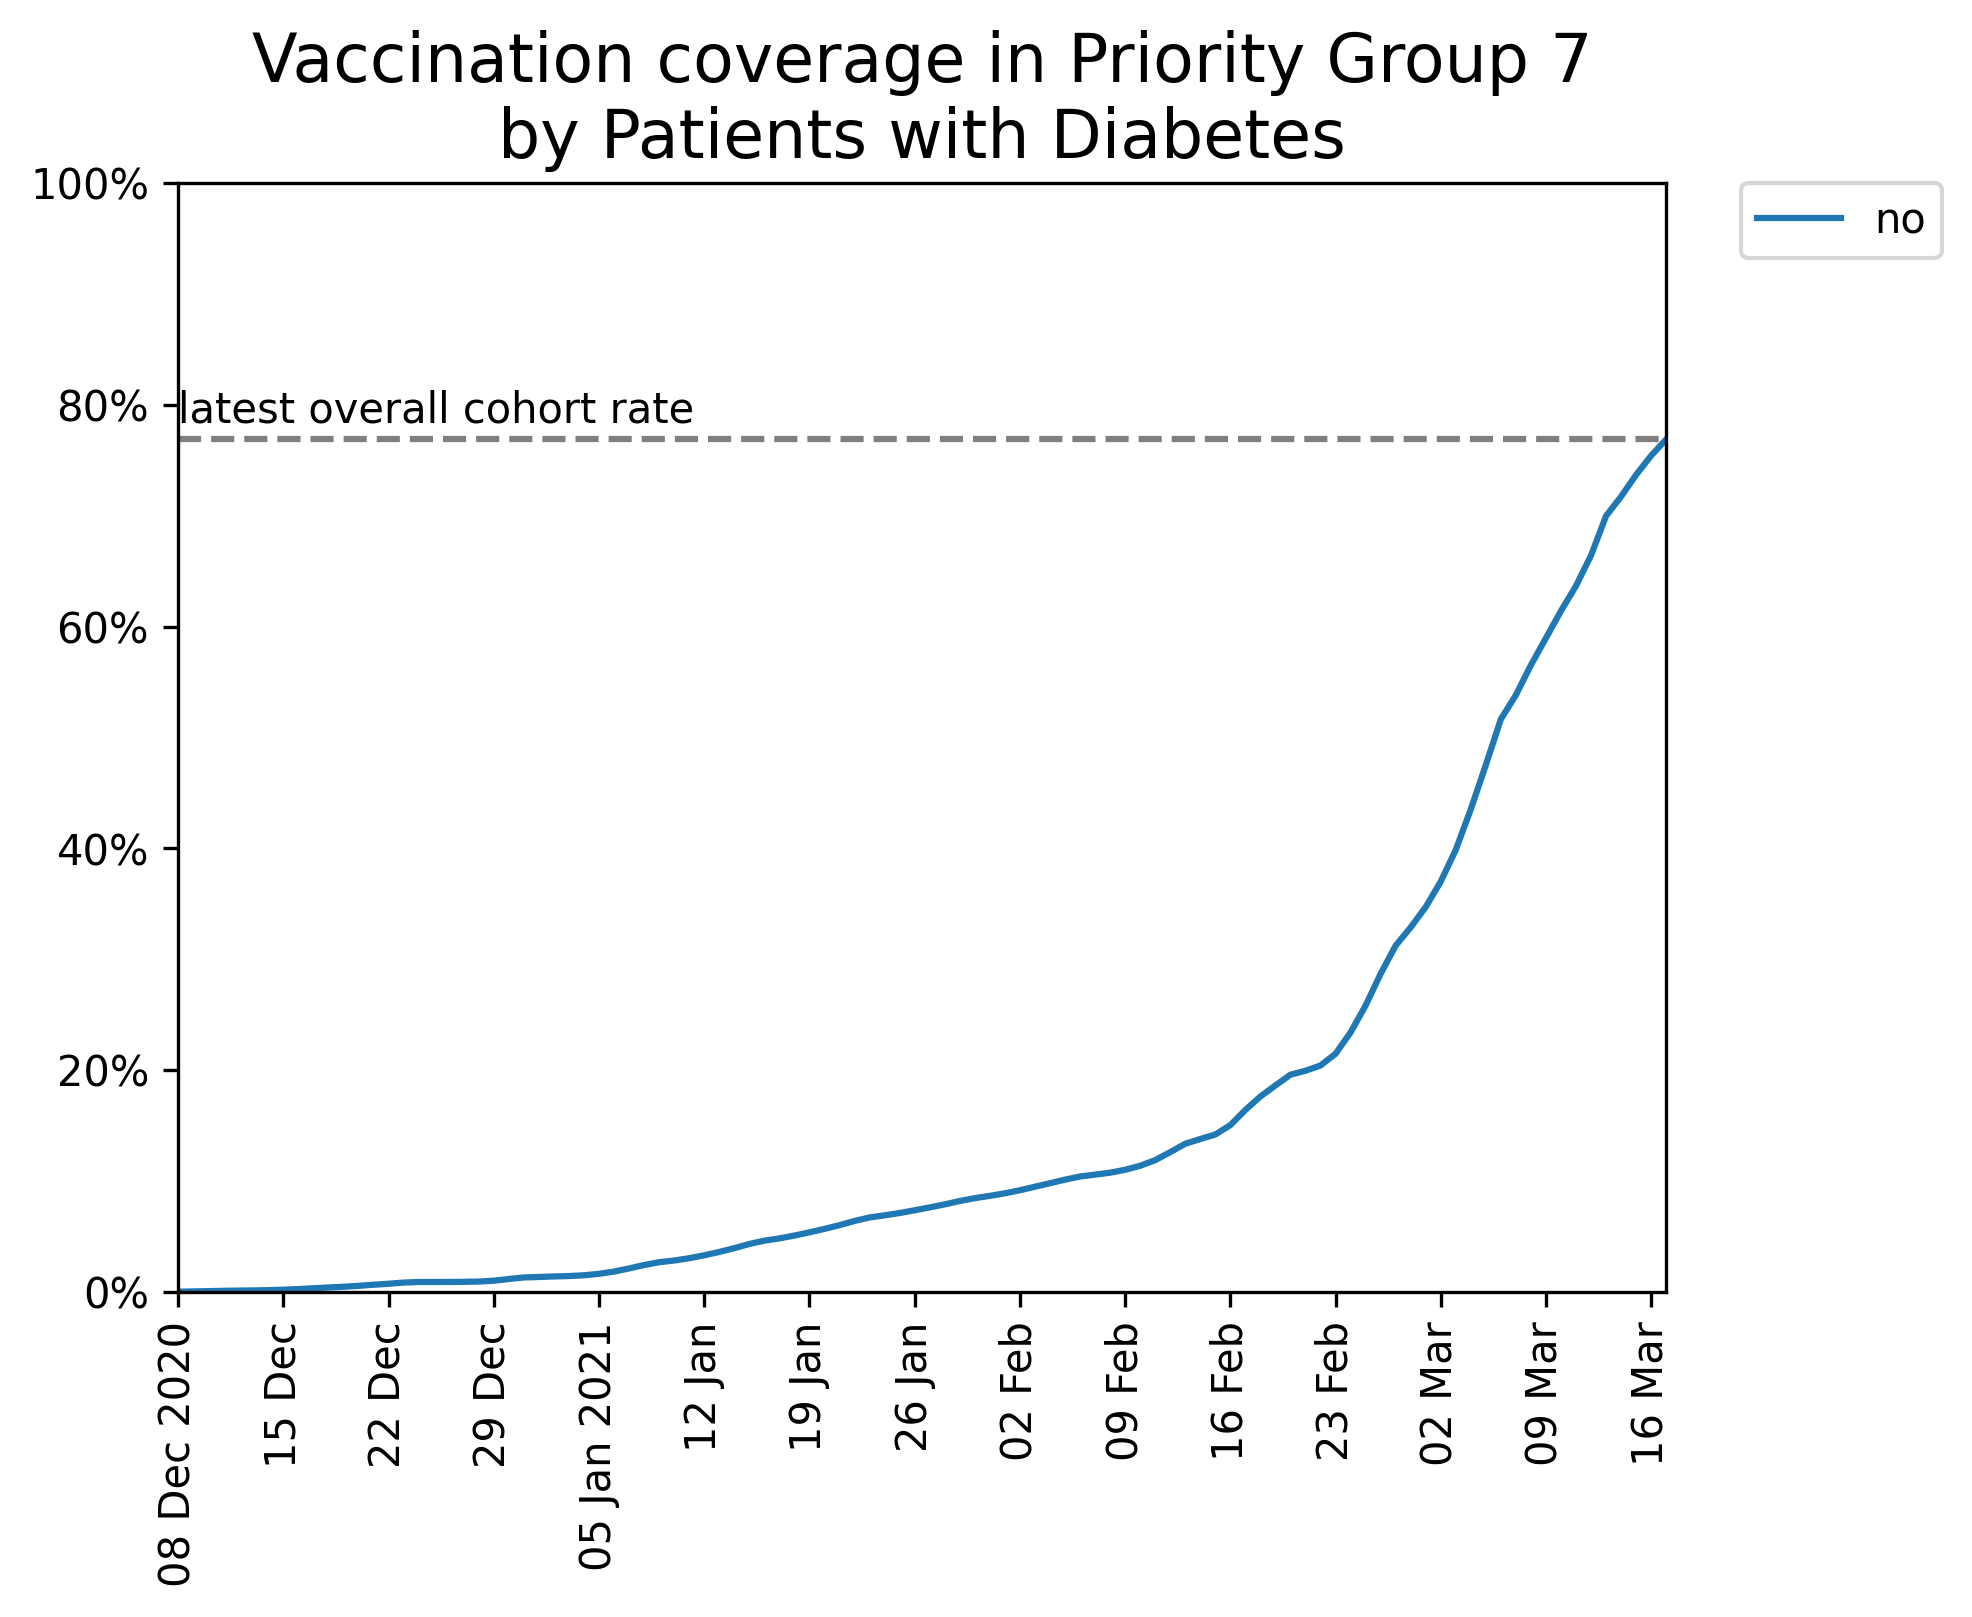 Vaccination coverage in Priority Group 7
by Patients with Diabetes
100%
80%
60%
40%
20%
0%
latest overall cohort rate
no
08 Dec 2020
15 Dec
22 Dec
29 Dec
05 Jan 2021
12 Jan
19 Jan
26 Jan
02 Feb
09 Feb
16 Feb
23 Feb
02 Mar
09 Mar
16 Mar